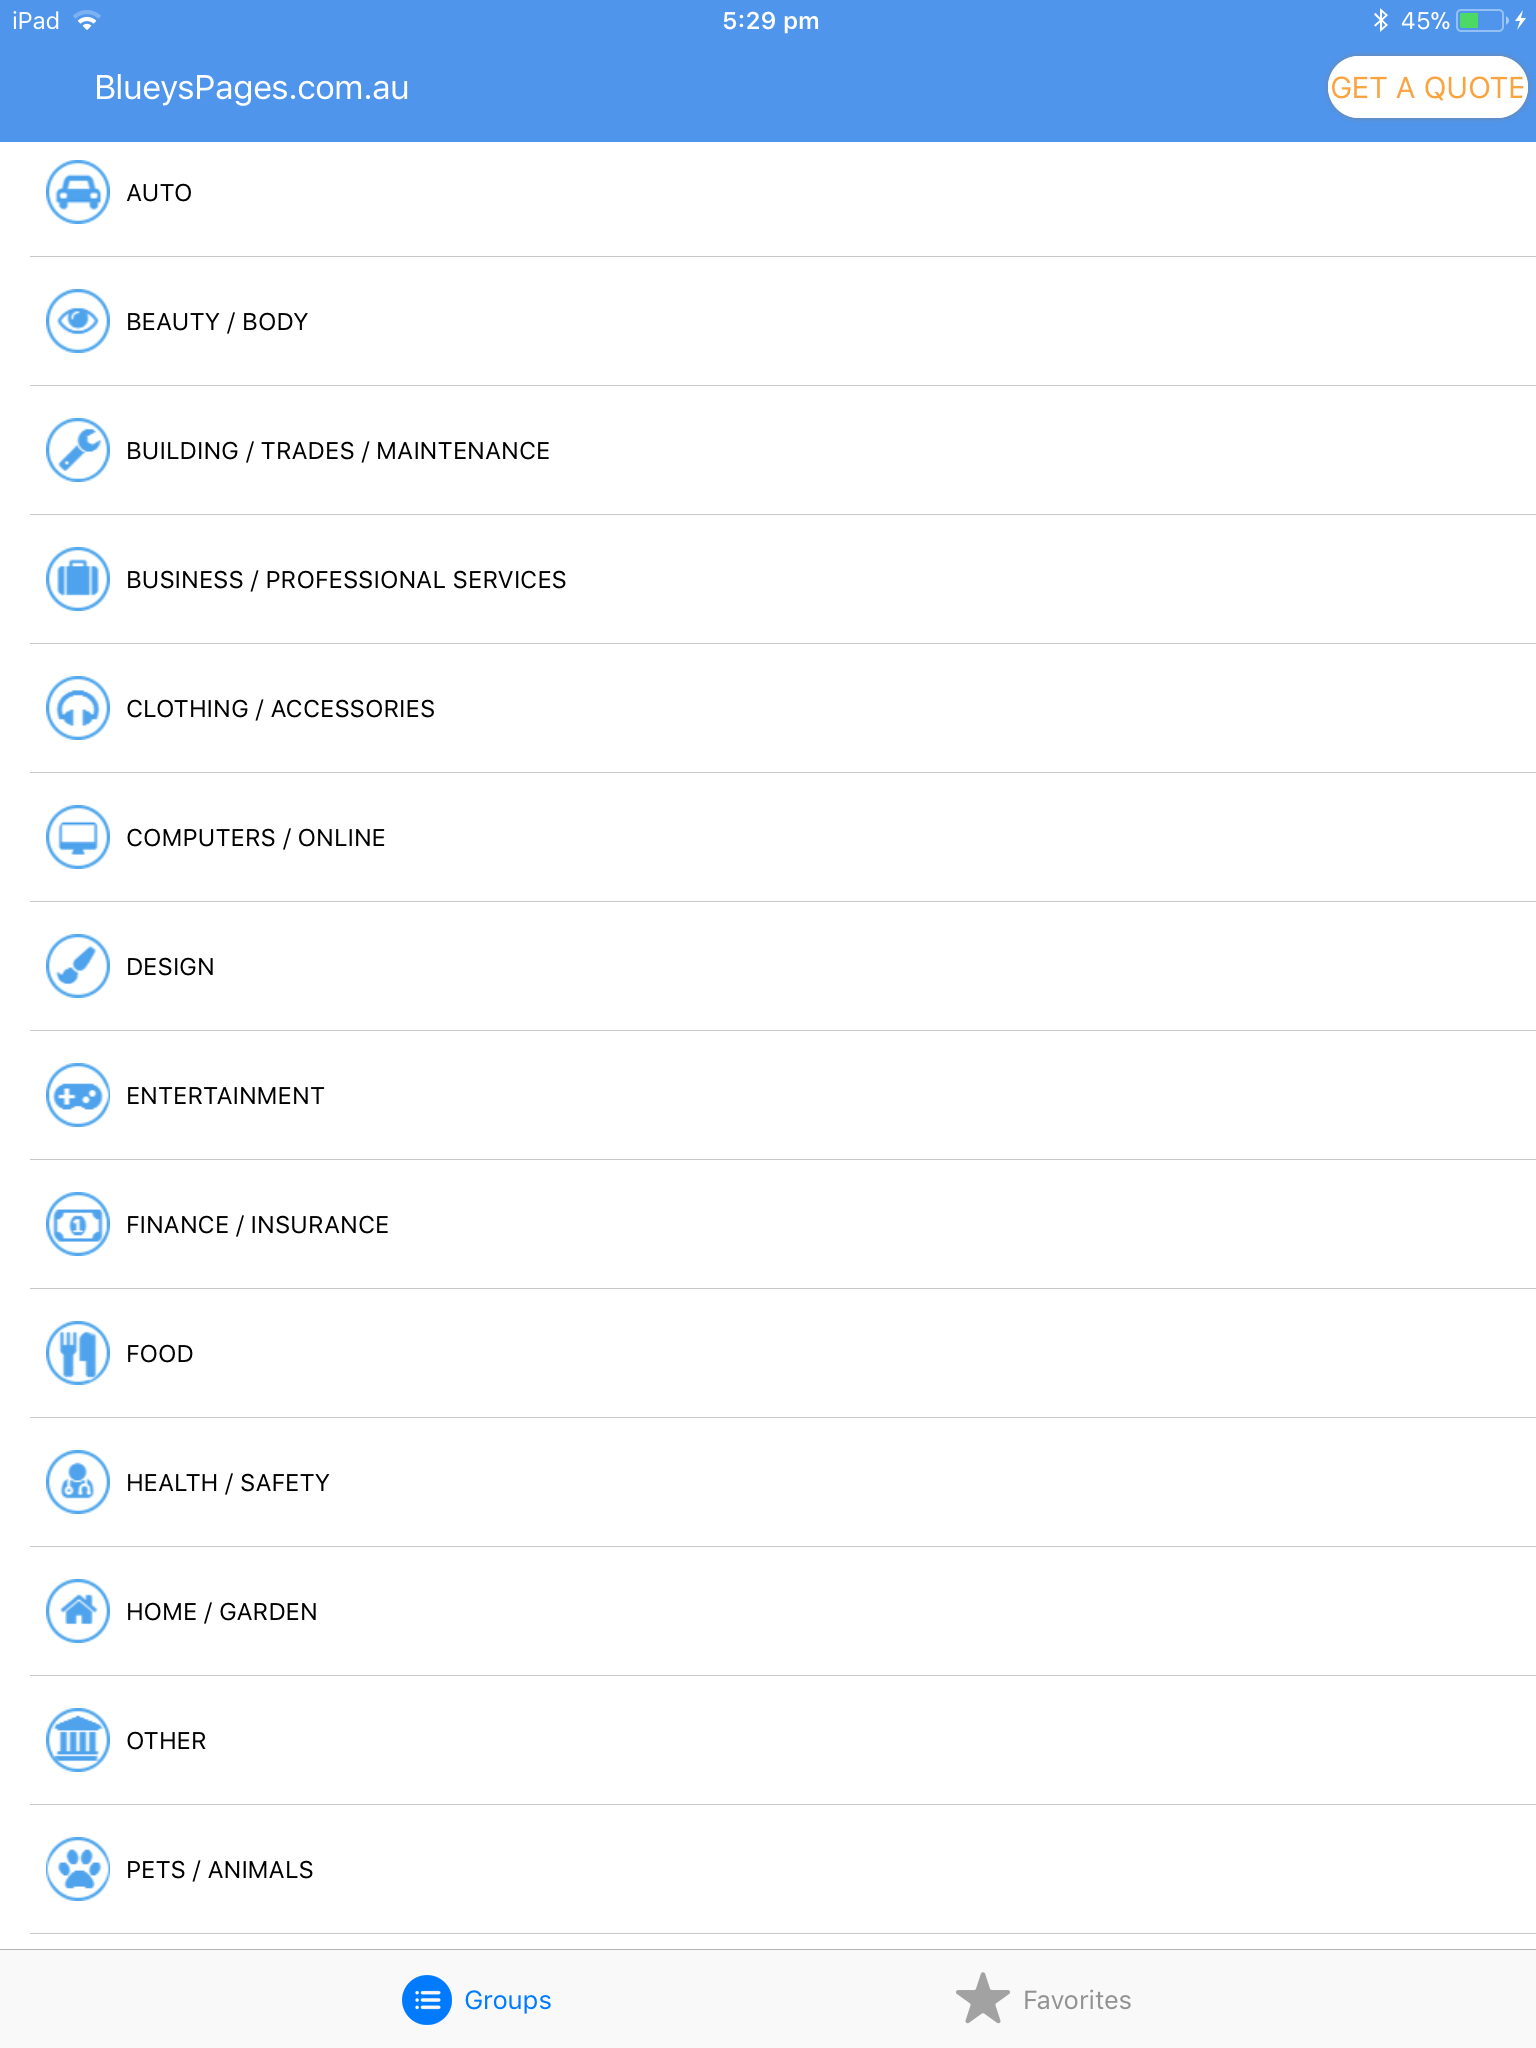 iPad 5:29 pm 45%
BlueysPages.com.au GET A QUOTE
AUTO
BEAUTY / BODY
BUILDING / TRADES / MAINTENANCE
BUSINESS / PROFESSIONAL SERVICES
CLOTHING / ACCESSORIES
COMPUTERS / ONLINE
DESIGN
ENTERTAINMENT
1 FINANCE / INSURANCE
FOOD
HEALTH / SAFETY
HOME / GARDEN
OTHER
PETS / ANIMALS
Groups Favorites